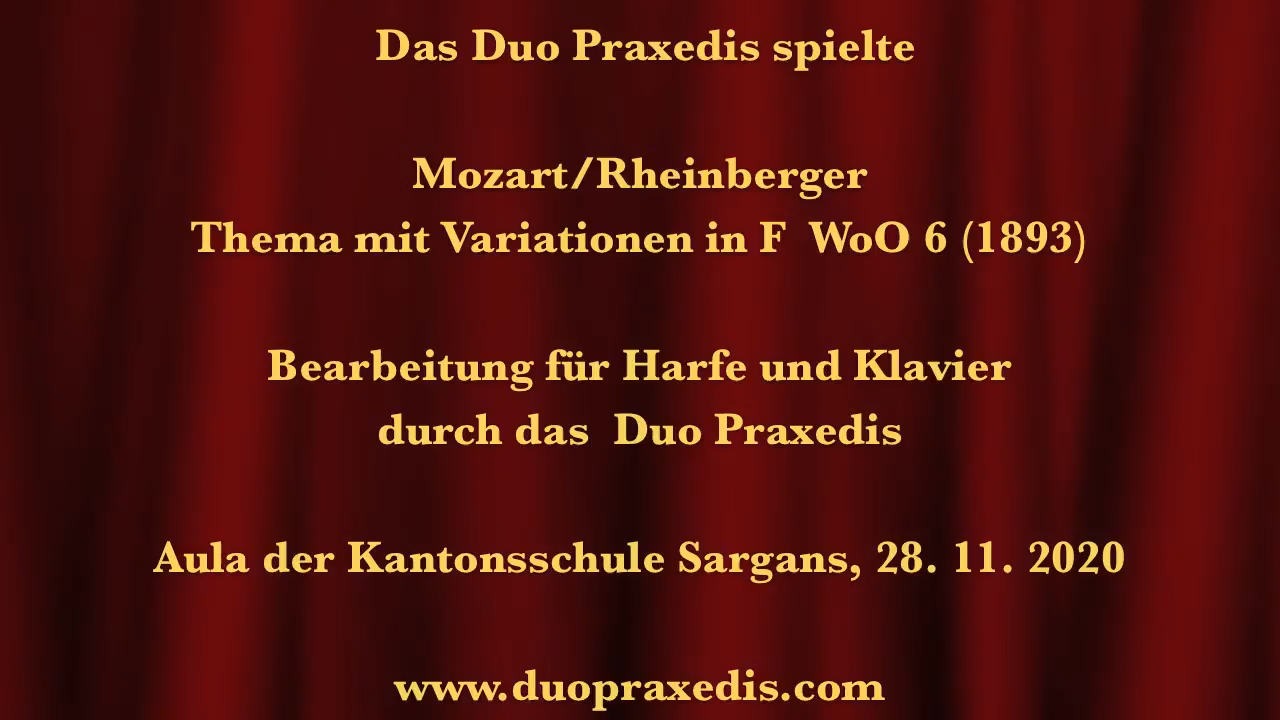 Das Duo Praxedis spielte
Mozart/Rheinberger
Thema mit Variationen in F  WoO 6 (1893)
Bearbeitung für Harfe und Klavier
durch das  Duo Praxedis
Aula der Kantonsschule Sargans, 28. 11. 2020
www.duopraxedis.com